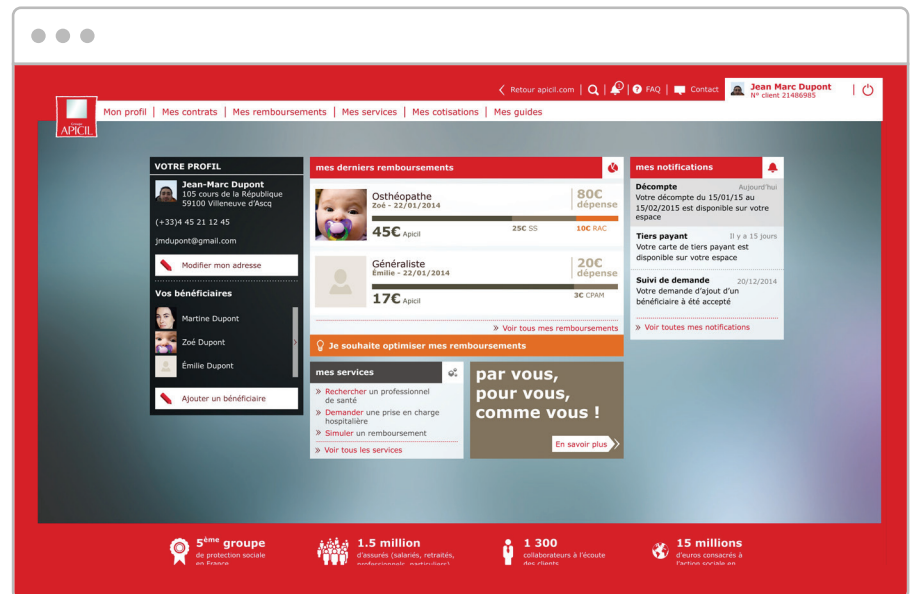 Retour apicil.com
FAQ
Contact
Jean Marc Dupont
N° client 21486985
Groupe
APICIL
Mon profil | Mes contrats | Mes remboursements | Mes services | Mes cotisations | Mes guides
VOTRE PROFIL
Jean-Marc Dupont
105 cours de la République
59100 Villeneuve d'Ascq
(+33)4 45 21 12 45
jmdupont@gmail.com
Modifier mon adresse
Vos bénéficiaires
Martine Dupont
Zoé Dupont
Émilie Dupont
Ajouter un bénéficiaire
mes derniers remboursements
Osthéopathe
Zoé - 22/01/2014
80€
dépense
45€ Apicil
25€ SS
10€ RAC
Généraliste
Émilie - 22/01/2014
20€
dépense
17€ Apicil
3€ CPAM
» Voir tous mes remboursements
Je souhaite optimiser mes remboursements
mes services
» Rechercher un professionnel
de santé
» Demander une prise en charge
hospitalière
» Simuler un remboursement
» Voir tous les services
par vous,
pour vous,
comme vous !
En savoir plus
mes notifications
Décompte Aujourd'hui
Votre décompte du 15/01/15 au
15/02/2015 est disponible sur votre
espace
Tiers payant Il y a 15 jours
Votre carte de tiers payant est
disponible sur votre espace
Suivi de demande 20/12/2014
Votre demande d'ajout d'un
bénéficiaire à été accepté
» Voir toutes mes notifications
5ème groupe
de protection sociale
en France
1.5 million
d'assurés (salariés, retraités,
professionnels, particuliers)
1 300
collaborateurs à l'écoute
des clients
15 millions
d'euros consacrés à
l'action sociale en